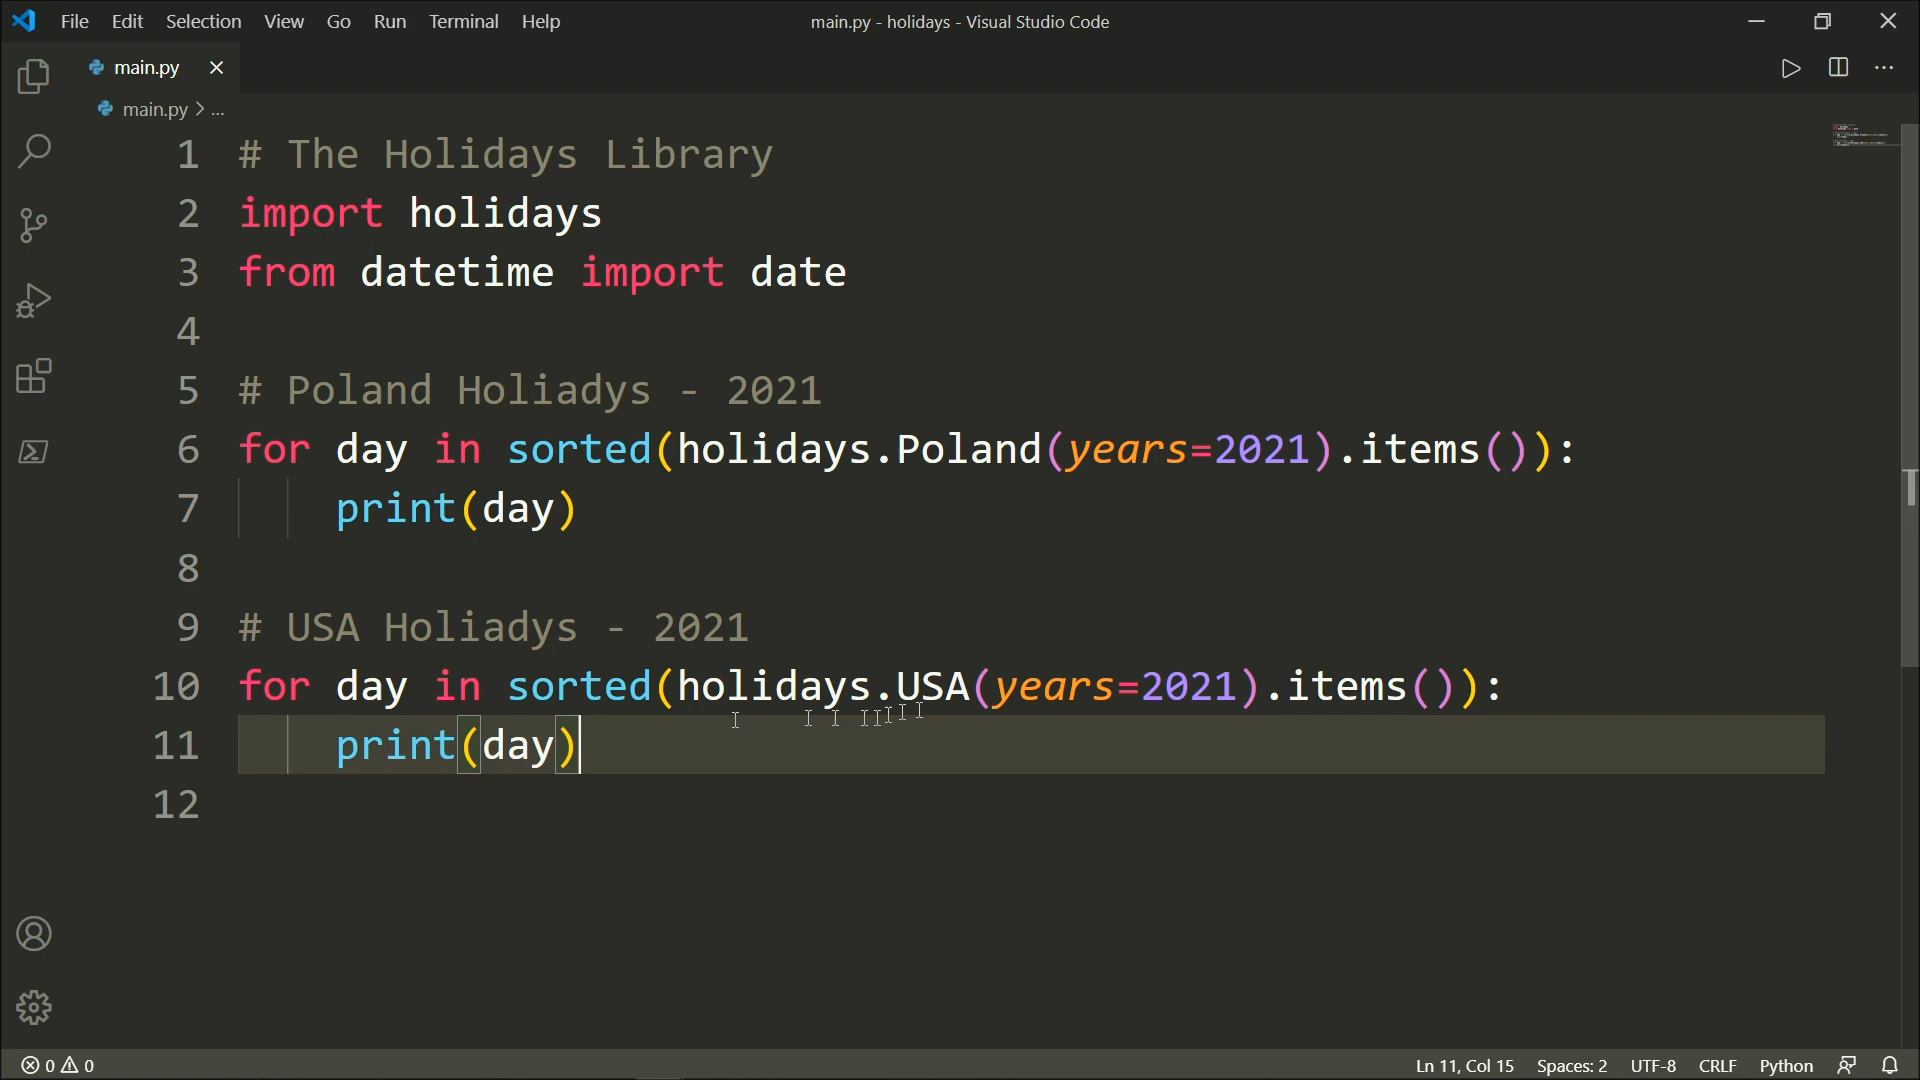 File Edit Selection View Go Run Terminal Help main.py - holidays - Visual Studio Code
main.py
main.py > ...
1 # The Holidays Library
2 import holidays
3 from datetime import date
4
5 # Poland Holiadys - 2021
6 for day in sorted(holidays.Poland(years=2021).items()):
7 print(day)
8
9 # USA Holiadys - 2021
10 for day in sorted(holidays.USA(years=2021).items()):
11 print(day)
12
0 0 Ln 11, Col 15 Spaces: 2 UTF-8 CRLF Python